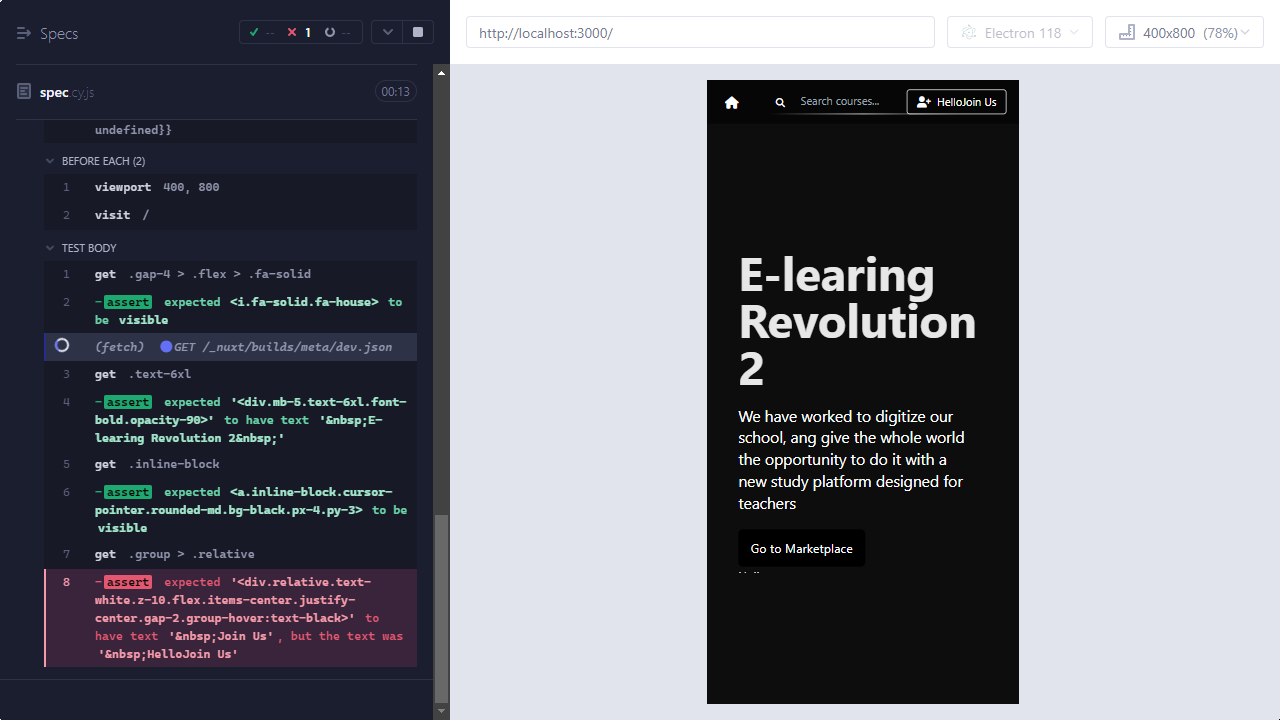 Specs
-- 1 --
http://localhost:3000/
Electron 118
400x800 (78%)
spec.cy.js
00:13
undefined}}
BEFORE EACH (2)
1 viewport 400, 800
2 visit /
TEST BODY
1 get .gap-4 > .flex > .fa-solid
2 -assert expected <i.fa-solid.fa-house> to
be visible
(fetch) GET /_nuxt/builds/meta/dev.json
3 get .text-6xl
4 -assert expected '<div.mb-5.text-6xl.font-
bold.opacity-90>' to have text '&nbsp;E-
learing Revolution 2&nbsp;'
5 get .inline-block
6 -assert expected <a.inline-block.cursor-
pointer.rounded-md.bg-black.px-4.py-3> to be
visible
7 get .group > .relative
8 -assert expected '<div.relative.text-
white.z-10.flex.items-center.justify-
center.gap-2.group-hover:text-black>' to
have text '&nbsp;Join Us', but the text was
'&nbsp;HelloJoin Us'
Search courses...
HelloJoin Us
E-learing
Revolution
2
We have worked to digitize our
school, ang give the whole world
the opportunity to do it with a
new study platform designed for
teachers
Go to Marketplace